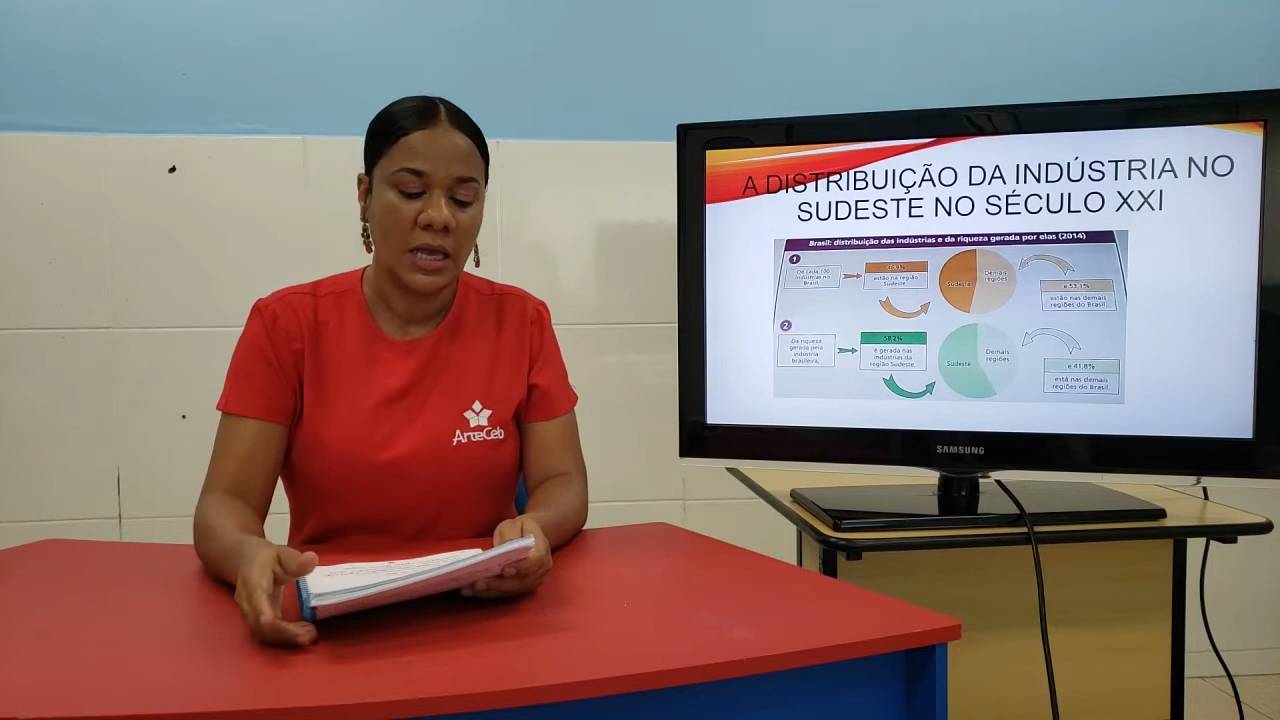 A DISTRIBUIÇÃO DA INDÚSTRIA NO
SUDESTE NO SÉCULO XXI
Brasil: distribuição das indústrias e da riqueza gerada por elas (2014)
1
De cada 100
indústrias no
Brasil,
estão na região
Sudeste,
Sudeste
Demais
regiões
e 53,1%
estão nas demais
regiões do Brasil.
2
Da riqueza
gerada pela
indústria
brasileira,
58,2%
é gerada nas
indústrias da
região Sudeste,
Sudeste
Demais
regiões
e 41,8%
está nas demais
regiões do Brasil.
ArteCeb
SAMSUNG